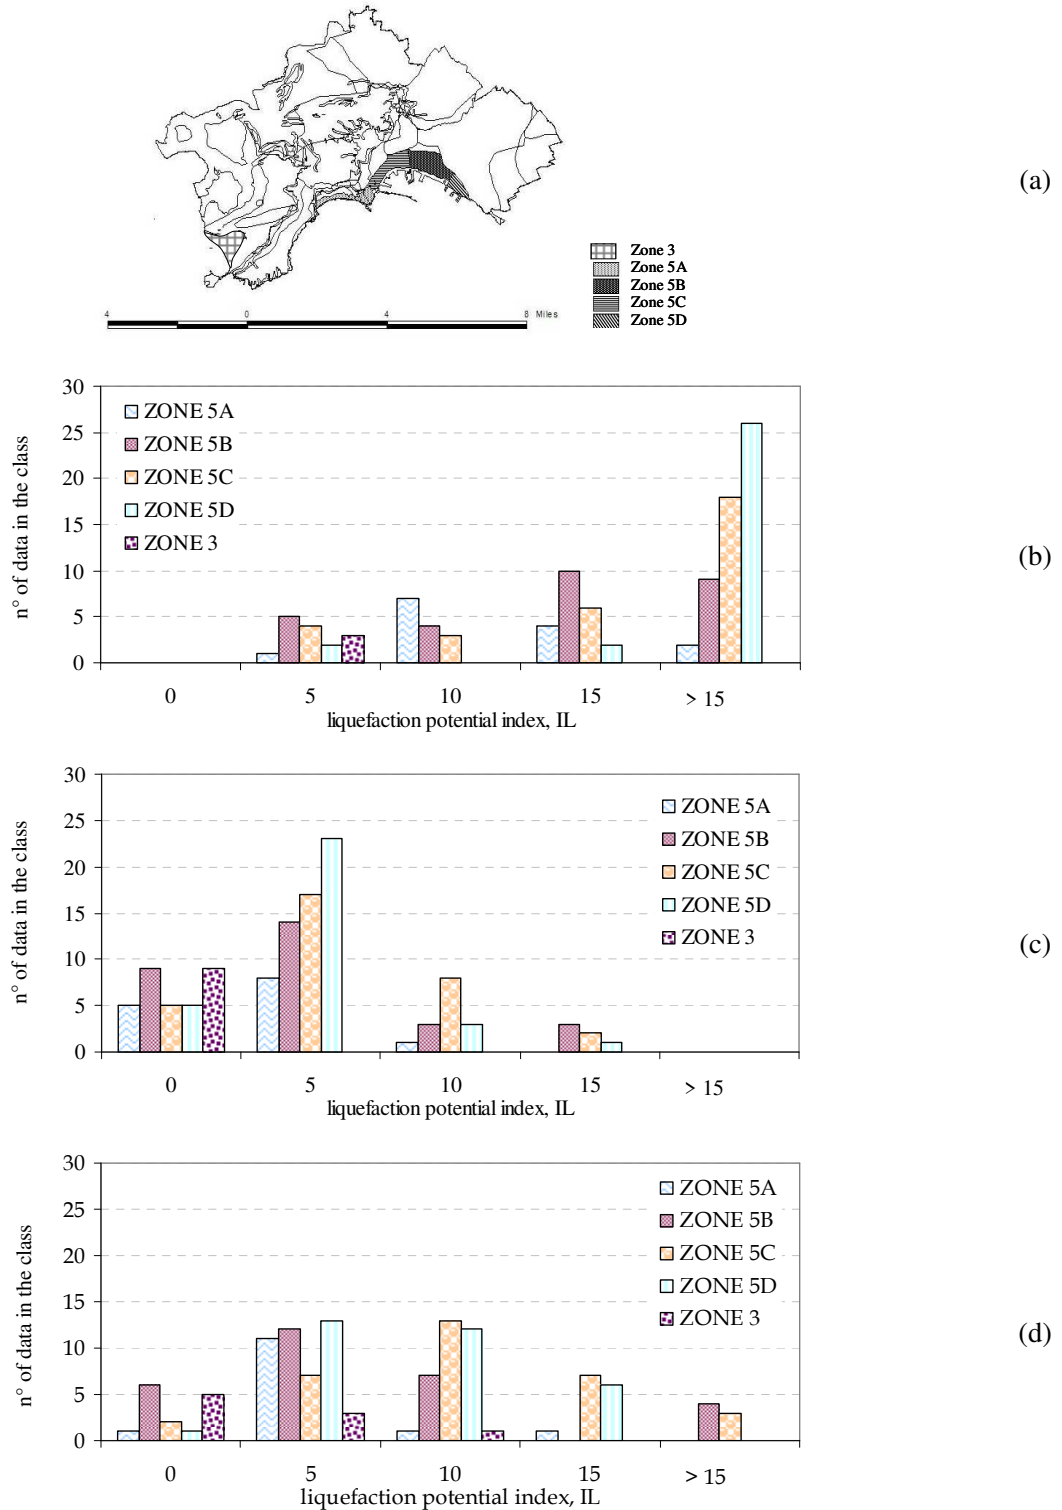 (a)
Zone 3
Zone 5A
Zone 5B
Zone 5C
Zone 5D
4 0 4 8 Miles
30
25
20
15
10
5
0
n° of data in the class
ZONE 5A
ZONE 5B
ZONE 5C
ZONE 5D
ZONE 3
(b)
0 5 10 15 > 15
liquefaction potential index, IL
30
25
20
15
10
5
0
n° of data in the class
ZONE 5A
ZONE 5B
ZONE 5C
ZONE 5D
ZONE 3
(c)
0 5 10 15 > 15
liquefaction potential index, IL
30
25
20
15
10
5
0
n° of data in the class
ZONE 5A
ZONE 5B
ZONE 5C
ZONE 5D
ZONE 3
(d)
0 5 10 15 > 15
liquefaction potential index, IL